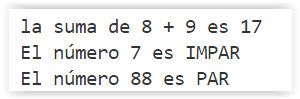 la suma de 8 + 9 es 17
El número 7 es IMPAR
El número 88 es PAR